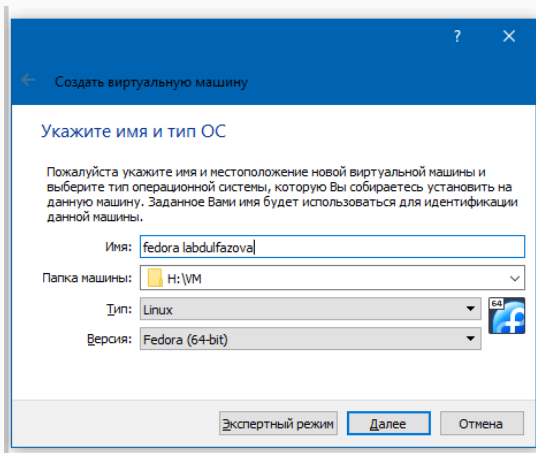 ?
Создать виртуальную машину
Укажите имя и тип ОС
Пожалуйста укажите имя и местоположение новой виртуальной машины и
выберите тип операционной системы, которую Вы собираетесь установить на
данную машину. Заданное Вами имя будет использоваться для идентификации
данной машины.
Имя: fedora labdulfazova
Папка машины: H:\VM
Тип: Linux
64
Версия: Fedora (64-bit)
Экспертный режим Далее Отмена